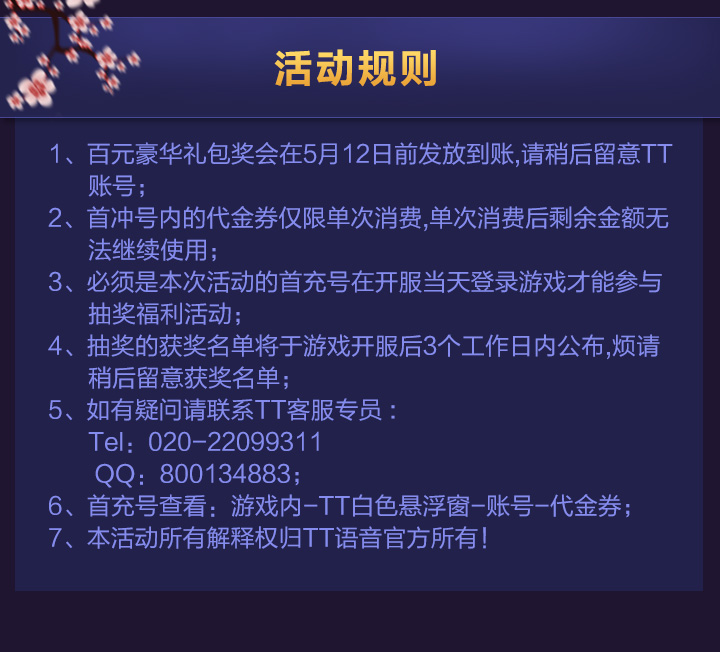 活动规则
1、百元豪华礼包奖会在5月12日前发放到账,请稍后留意TT
账号；
2、首冲号内的代金券仅限单次消费,单次消费后剩余金额无
法继续使用；
3、必须是本次活动的首充号在开服当天登录游戏才能参与
抽奖福利活动；
4、抽奖的获奖名单将于游戏开服后3个工作日内公布,烦请
稍后留意获奖名单；
5、如有疑问请联系TT客服专员：
Tel：020-22099311
QQ：800134883；
6、首充号查看：游戏内-TT白色悬浮窗-账号-代金券；
7、本活动所有解释权归TT语音官方所有！